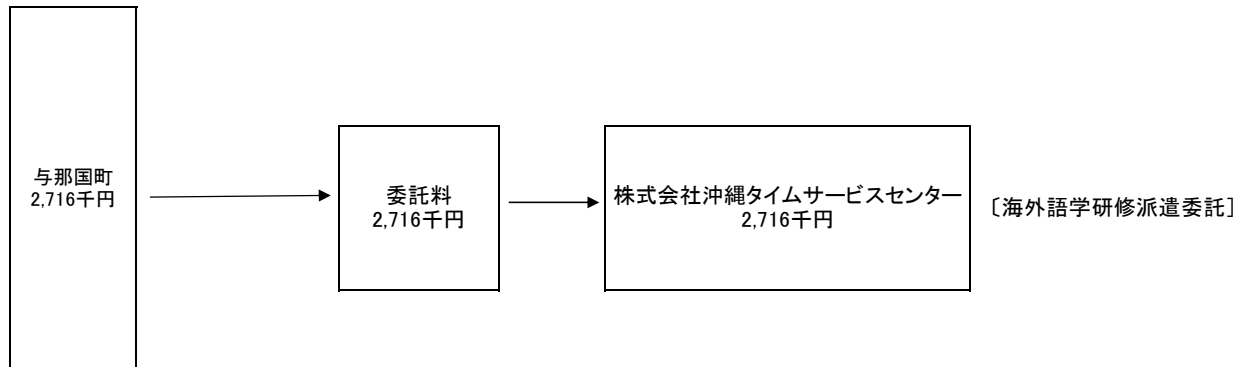 与那国町
2,716千円
委託料
2,716千円
株式会社沖縄タイムサービスセンター
2,716千円
〔海外語学研修派遣委託]